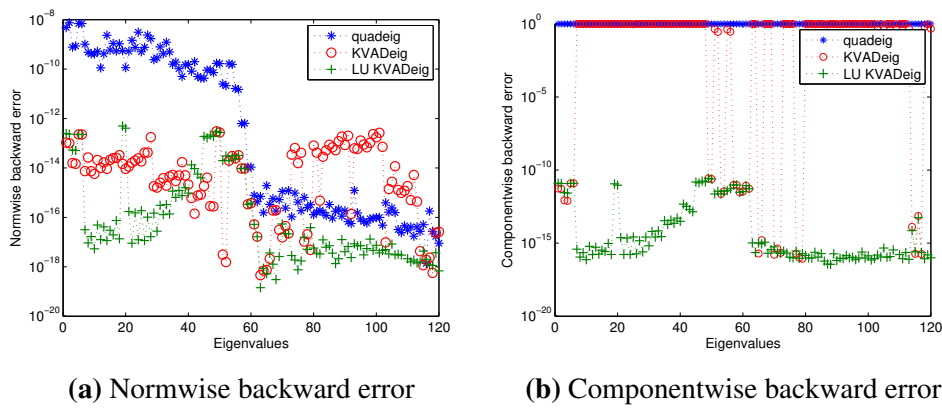 10^-8
10^-10
10^-12
10^-14
10^-16
10^-18
10^-20
Normwise backward error
0 20 40 60 80 100 120
Eigenvalues
quadeig
KVADeig
LU KVADeig
(a) Normwise backward error
10^0
10^-5
10^-10
10^-15
10^-20
Componentwise backward error
0 20 40 60 80 100 120
Eigenvalues
quadeig
KVADeig
LU KVADeig
(b) Componentwise backward error